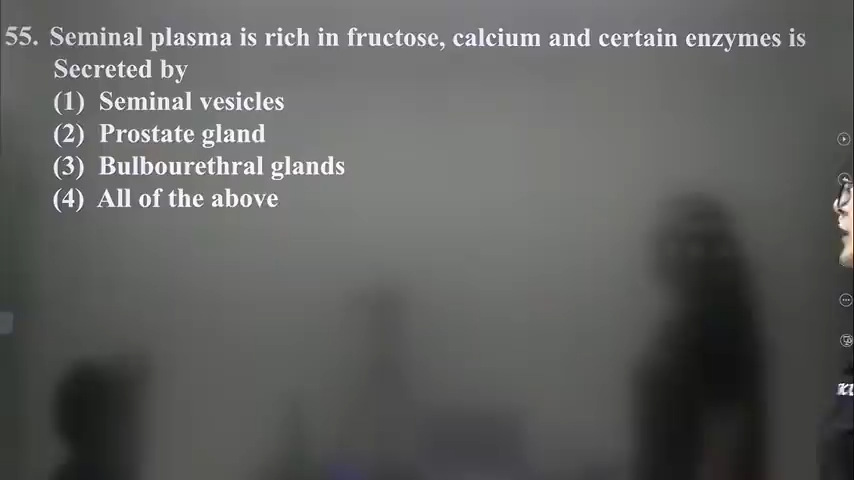 55. Seminal plasma is rich in fructose, calcium and certain enzymes is
Secreted by
(1) Seminal vesicles
(2) Prostate gland
(3) Bulbourethral glands
(4) All of the above